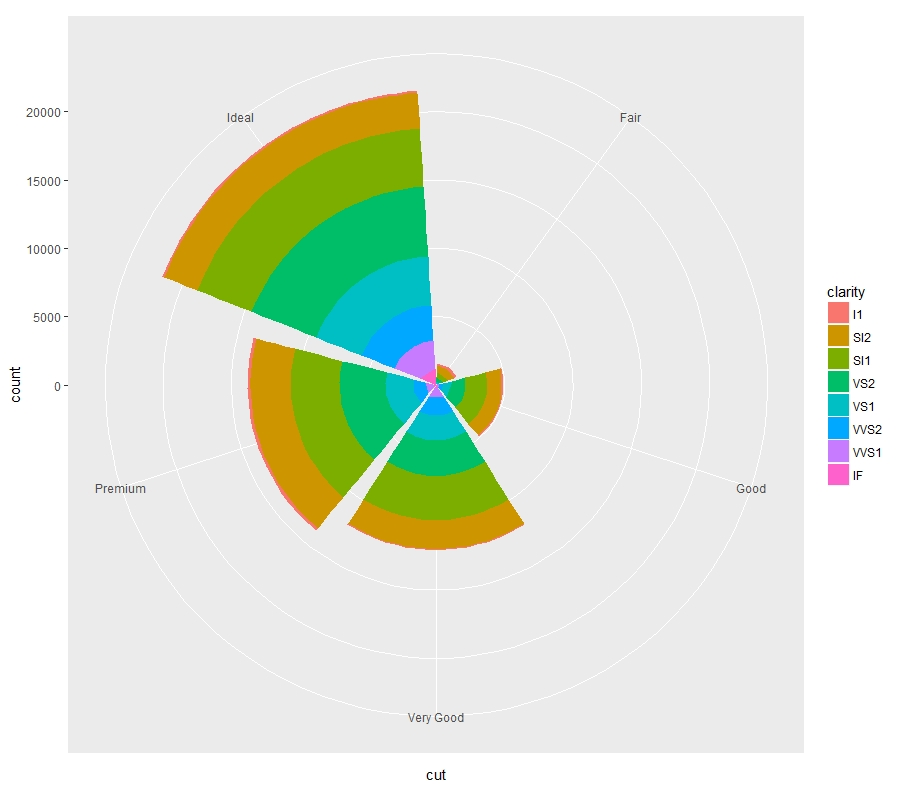 Ideal
Fair
20000
15000
10000
5000
0
count
Premium
Good
Very Good
cut
clarity
I1
SI2
SI1
VS2
VS1
VVS2
VVS1
IF